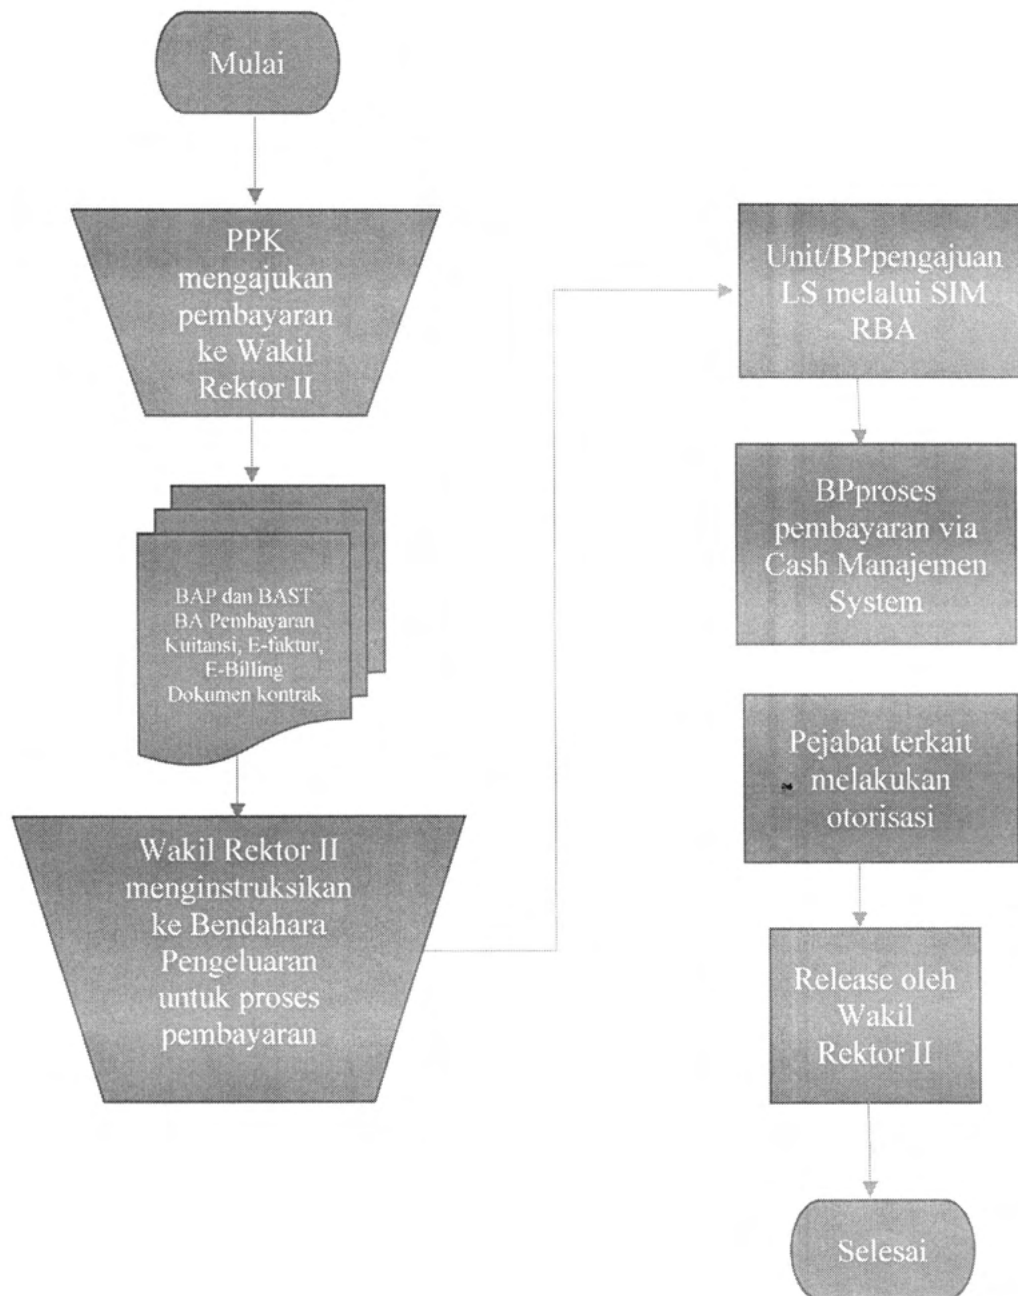 Mulai
PPK
mengajukan
pembayaran
ke Wakil
Rektor II
BAP dan BAST
BA Pembayaran
Kuitansi, E-faktur,
E-Billing
Dokumen kontrak
Wakil Rektor II
menginstruksikan
ke Bendahara
Pengeluaran
untuk proses
pembayaran
Unit/BPpengajuan
LS melalui SIM
RBA
BPproses
pembayaran via
Cash Manajemen
System
Pejabat terkait
melakukan
otorisasi
Release oleh
Wakil
Rektor II
Selesai